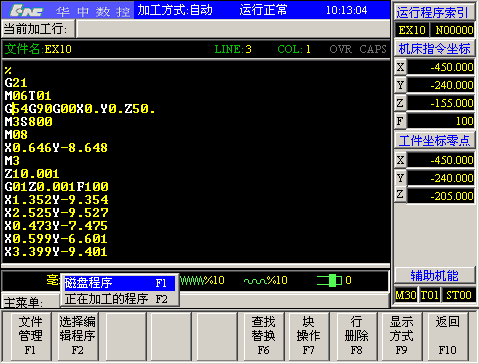 华中数控 加工方式:自动 运行正常 10:13:04
当前加工行:
文件名:EX10 LINE:3 COL:1 OVR CAPS
%
G21
M06T01
G54G90G00X0.Y0.Z50.
M3S800
M08
X0.646Y-8.648
M3
Z10.001
G01Z0.001F100
X1.352Y-9.354
X2.525Y-9.527
X0.473Y-7.475
X0.599Y-6.601
X3.399Y-9.401
运行程序索引
EX10 N00000
机床指令坐标
X -450.000
Y -240.000
Z -155.000
F 100
工件坐标零点
X -450.000
Y -240.000
Z -205.000
辅助机能
M30 T01 ST00
毫 %10 %10 0
磁盘程序 F1
正在加工的程序 F2
主菜单:
文件管理 F1
选择编辑程序 F2
查找替换 F6
块操作 F7
行删除 F8
显示方式 F9
返回 F10